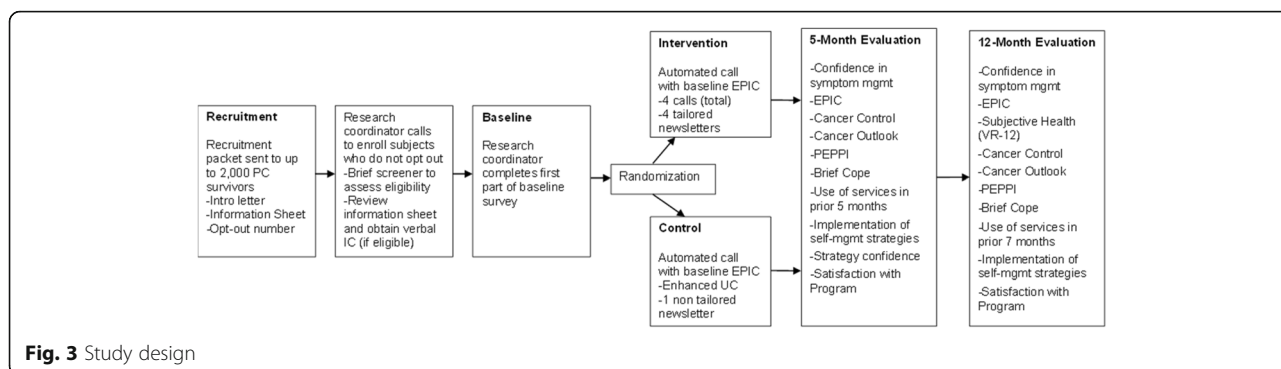 Recruitment
Recruitment
packet sent to up
to 2,000 PC
survivors
-Intro letter
-Information Sheet
-Opt-out number
Research
coordinator calls
to enroll subjects
who do not opt out
-Brief screener to
assess eligibility
-Review
information sheet
and obtain verbal
IC (if eligible)
Baseline
Research
coordinator
completes first
part of baseline
survey
Randomization
Intervention
Automated call
with baseline EPIC
-4 calls (total)
-4 tailored
newsletters
Control
Automated call
with baseline EPIC
-Enhanced UC
-1 non tailored
newsletter
5-Month Evaluation
-Confidence in
symptom mgmt
-EPIC
-Cancer Control
-Cancer Outlook
-PEPPI
-Brief Cope
-Use of services in
prior 5 months
-Implementation of
self-mgmt strategies
-Strategy confidence
-Satisfaction with
Program
12-Month Evaluation
-Confidence in
symptom mgmt
-EPIC
-Subjective Health
(VR-12)
-Cancer Control
-Cancer Outlook
-PEPPI
-Brief Cope
-Use of services in
prior 7 months
-Implementation of
self-mgmt strategies
-Satisfaction with
Program
Fig. 3 Study design